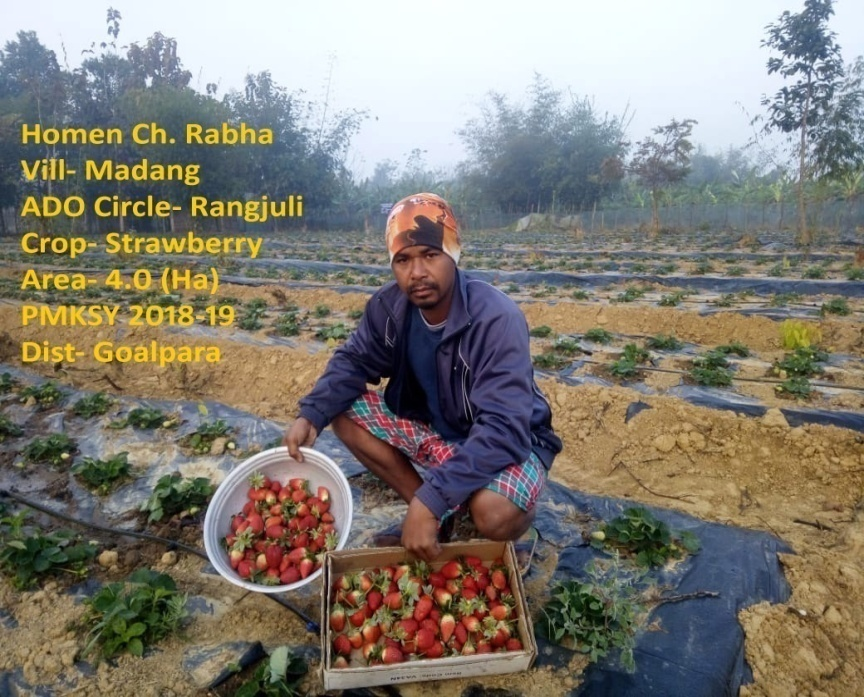 Homen Ch. Rabha
Vill- Madang
ADO Circle- Rangjuli
Crop- Strawberry
Area- 4.0 (Ha)
PMKSY 2018-19
Dist- Goalpara